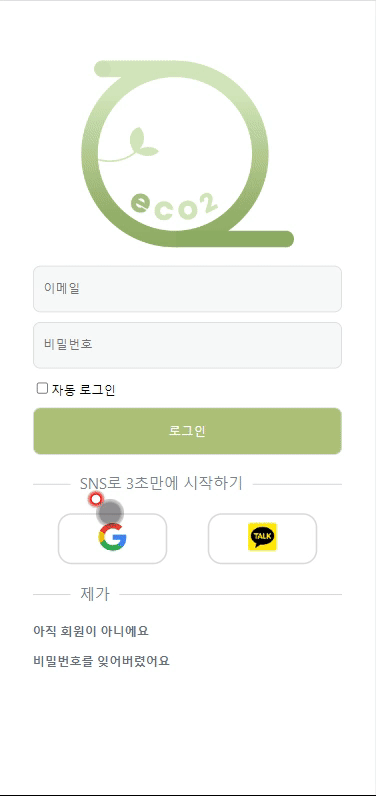 eco2
이메일
비밀번호
자동 로그인
로그인
SNS로 3초만에 시작하기
G
TALK
제가
아직 회원이 아니에요
비밀번호를 잊어버렸어요